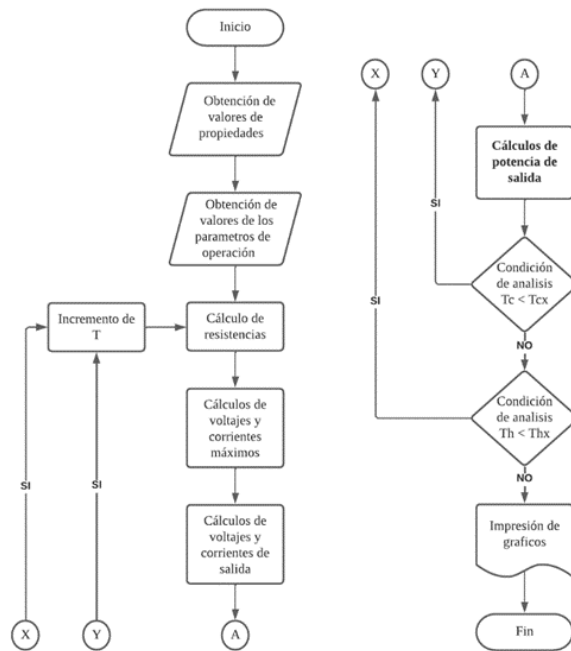 Inicio
Obtención de
valores de
propiedades
Obtención de
valores de los
parametros de
operación
Incremento de
T
Cálculo de
resistencias
Cálculos de
voltajes y
corrientes
máximos
SI
SI
Cálculos de
voltajes y
corrientes de
salida
X
Y
A
X
Y
A
Cálculos de
potencia de
salida
SI
SI
Condición
de analisis
Tc < Tcx
NO
Condición
de analisis
Th < Thx
NO
Impresión de
graficos
Fin